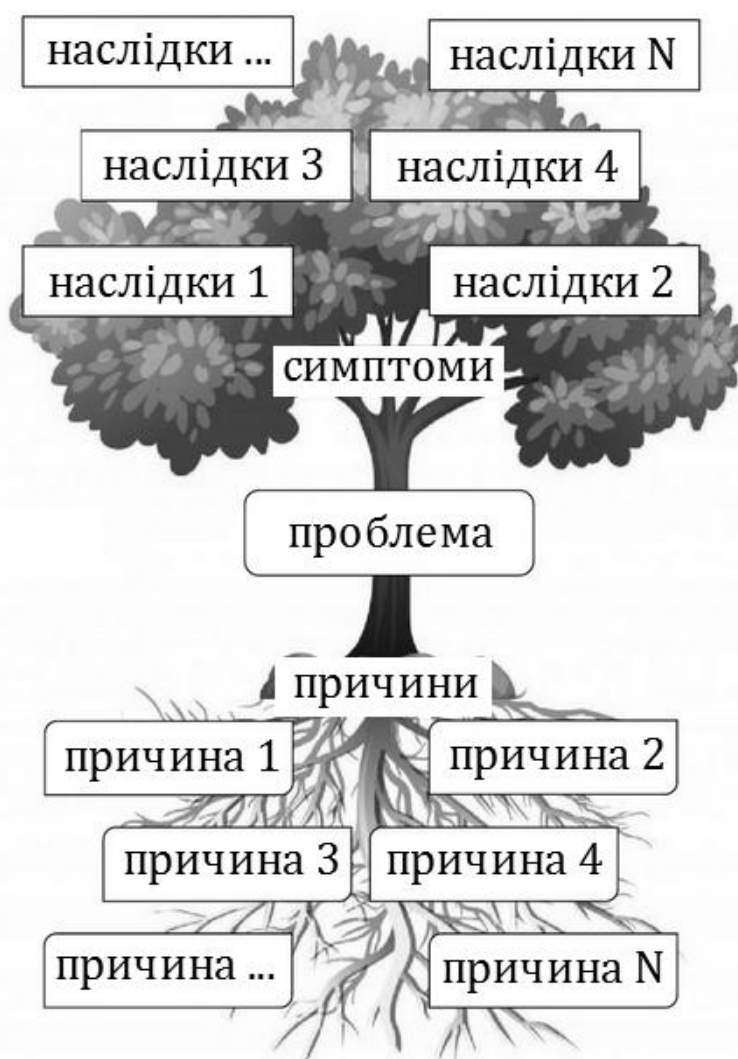 наслідки ...
наслідки N
наслідки 3
наслідки 4
наслідки 1
наслідки 2
симптоми
проблема
причини
причина 1
причина 2
причина 3
причина 4
причина ...
причина N